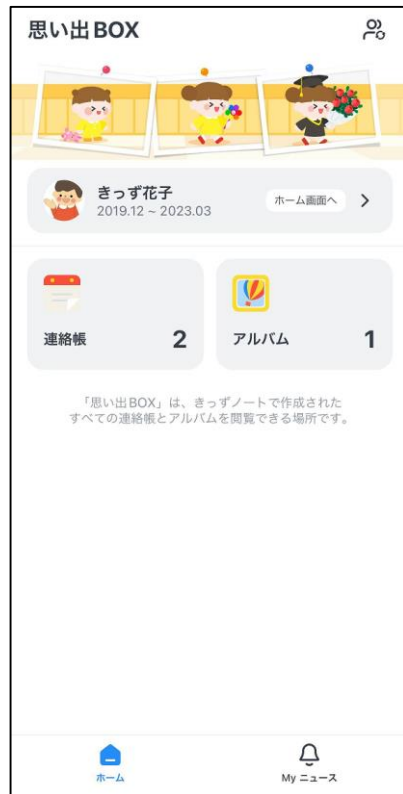 思い出BOX
きっず花子
2019.12 ~ 2023.03
ホーム画面へ
連絡帳 2
アルバム 1
「思い出BOX」は、きっずノートで作成された
すべての連絡帳とアルバムを閲覧できる場所です。
ホーム
My ニュース